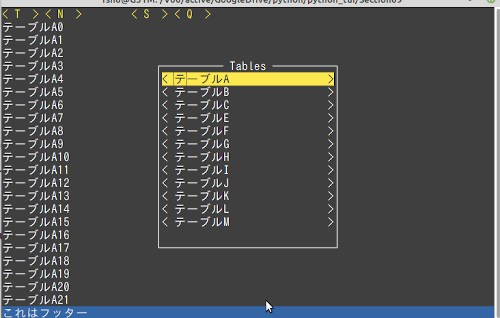 /active/GoogleDrive/python/python_tui/Section09
< T > < N > < S > < Q >
テーブルA0
テーブルA1
テーブルA2
テーブルA3
テーブルA4
テーブルA5
テーブルA6
テーブルA7
テーブルA8
テーブルA9
テーブルA10
テーブルA11
テーブルA12
テーブルA13
テーブルA14
テーブルA15
テーブルA16
テーブルA17
テーブルA18
テーブルA19
テーブルA20
テーブルA21
Tables
< テーブルA >
< テーブルB >
< テーブルC >
< テーブルE >
< テーブルF >
< テーブルG >
< テーブルH >
< テーブルI >
< テーブルJ >
< テーブルK >
< テーブルL >
< テーブルM >
これはフッター